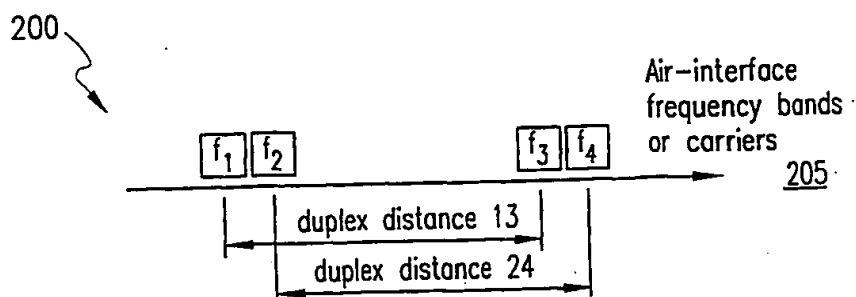 200
Air-interface
frequency bands
or carriers
205
f1 f2 f3 f4
duplex distance 13
duplex distance 24